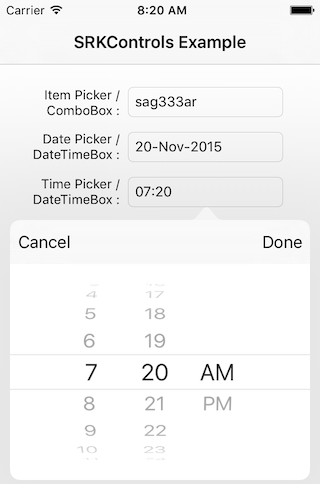 Carrier 8:20 AM
SRKControls Example
Item Picker /
ComboBox :
sag333ar
Date Picker /
DateTimeBox :
20-Nov-2015
Time Picker /
DateTimeBox :
07:20
Cancel Done
4 17
5 18
6 19
7 20 AM
8 21 PM
9 22
10 23